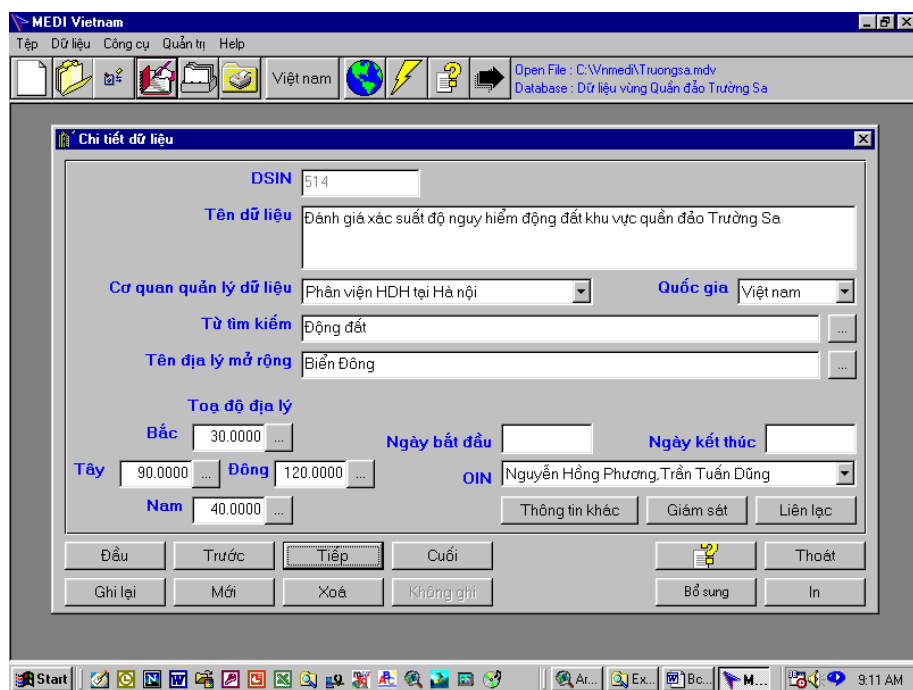 MEDI Vietnam
Tệp Dữ liệu Công cụ Quản trị Help
Việt nam
Open File : C:\Vnmedi\Truongsa.mdv
Database : Dữ liệu vùng Quần đảo Trường Sa
Chi tiết dữ liệu
DSIN 514
Tên dữ liệu Đánh giá xác suất độ nguy hiểm động đất khu vực quần đảo Trường Sa
Cơ quan quản lý dữ liệu Phân viện HDH tại Hà nội Quốc gia Việt nam
Từ tìm kiếm Động đất ...
Tên địa lý mở rộng Biển Đông ...
Toạ độ địa lý
Bắc 30.0000 ... Ngày bắt đầu Ngày kết thúc
Tây 90.0000 ... Đông 120.0000 ... OIN Nguyễn Hồng Phương,Trần Tuấn Dũng
Nam 40.0000 ... Thông tin khác Giám sát Liên lạc
Đầu Trước Tiếp Cuối Thoát
Ghi lại Mới Xoá Không ghi Bổ sung In
Start Ar... Ex... Bc... M... 9:11 AM